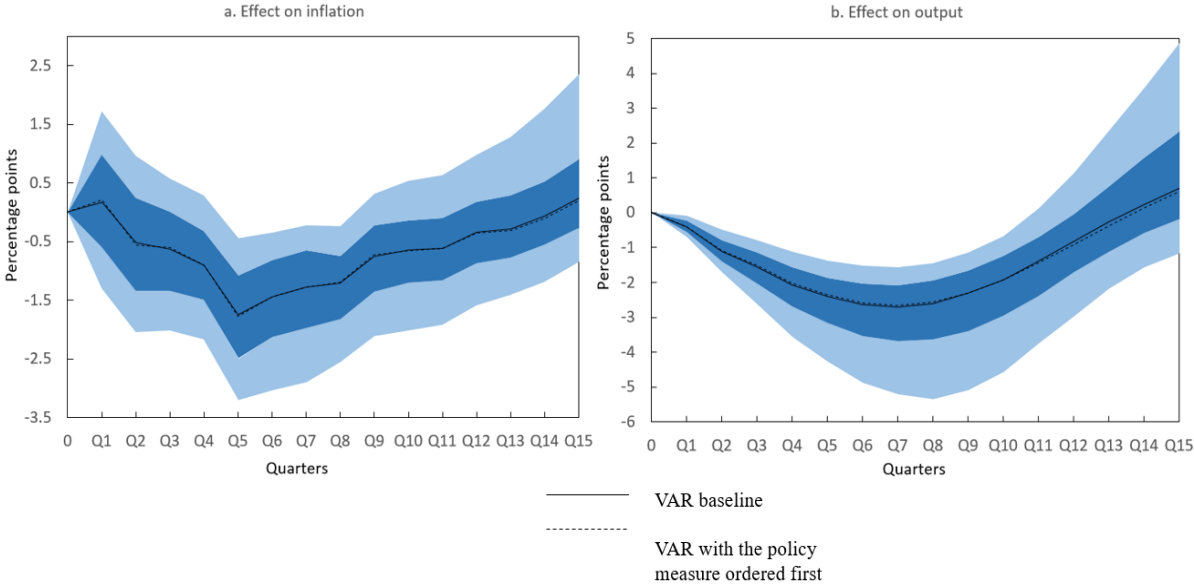 a. Effect on inflation
Percentage points
2.5
1.5
0.5
-0.5
-1.5
-2.5
-3.5
0 Q1 Q2 Q3 Q4 Q5 Q6 Q7 Q8 Q9 Q10 Q11 Q12 Q13 Q14 Q15
Quarters
b. Effect on output
Percentage points
5
4
3
2
1
0
-1
-2
-3
-4
-5
-6
0 Q1 Q2 Q3 Q4 Q5 Q6 Q7 Q8 Q9 Q10 Q11 Q12 Q13 Q14 Q15
Quarters
VAR baseline
VAR with the policy
measure ordered first